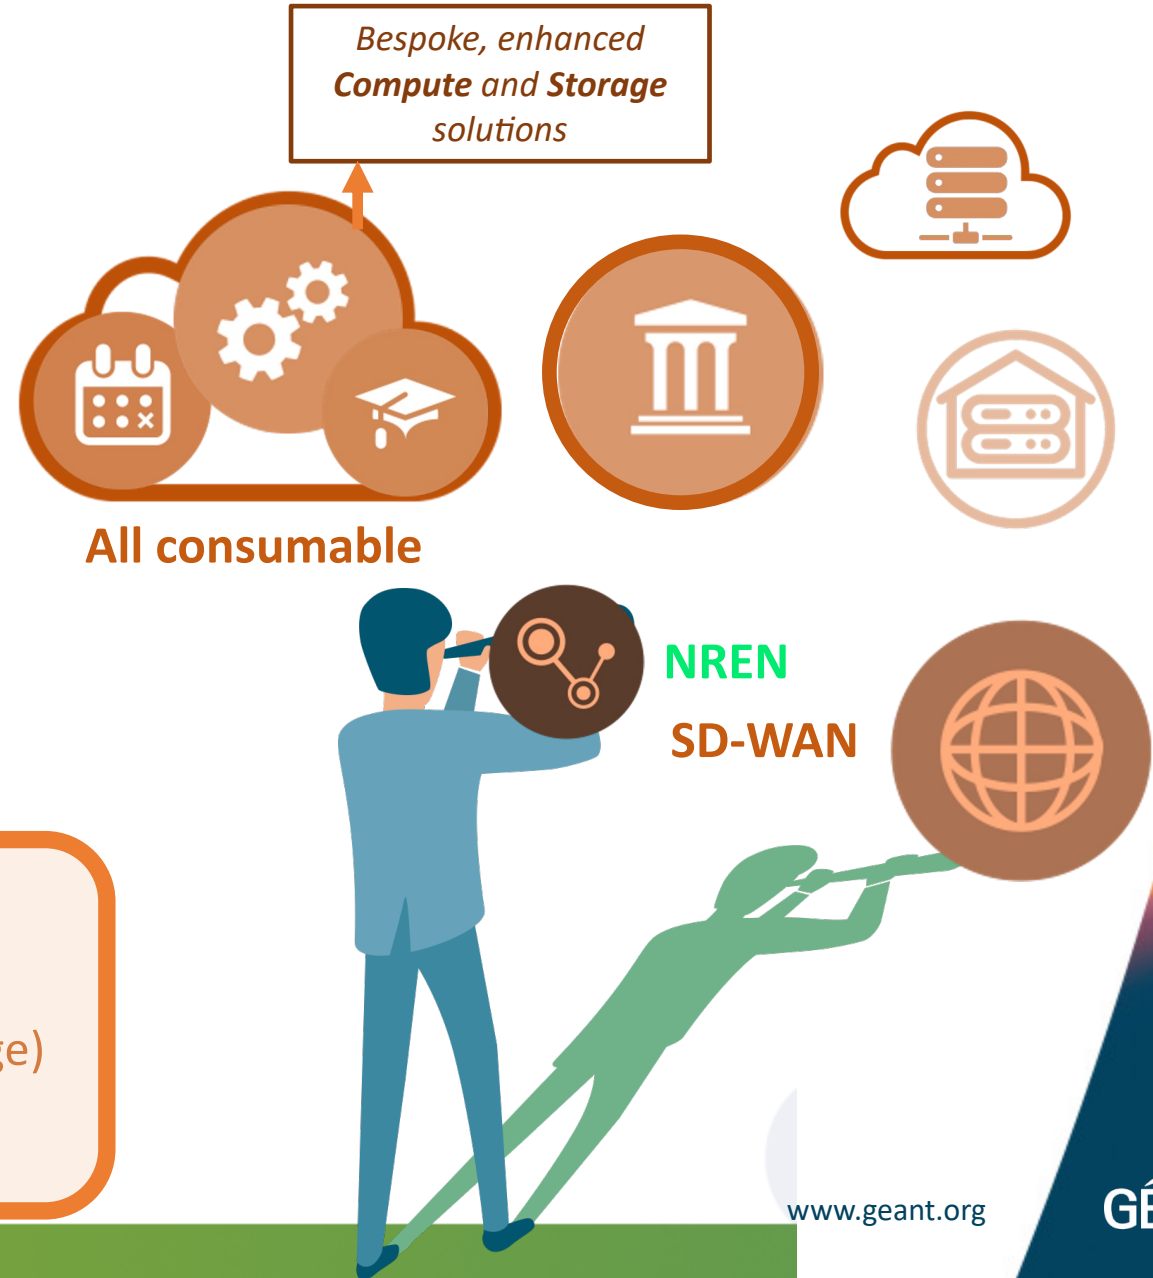 Bespoke, enhanced
Compute and Storage
solutions
All consumable
NREN
SD-WAN
www.geant.org